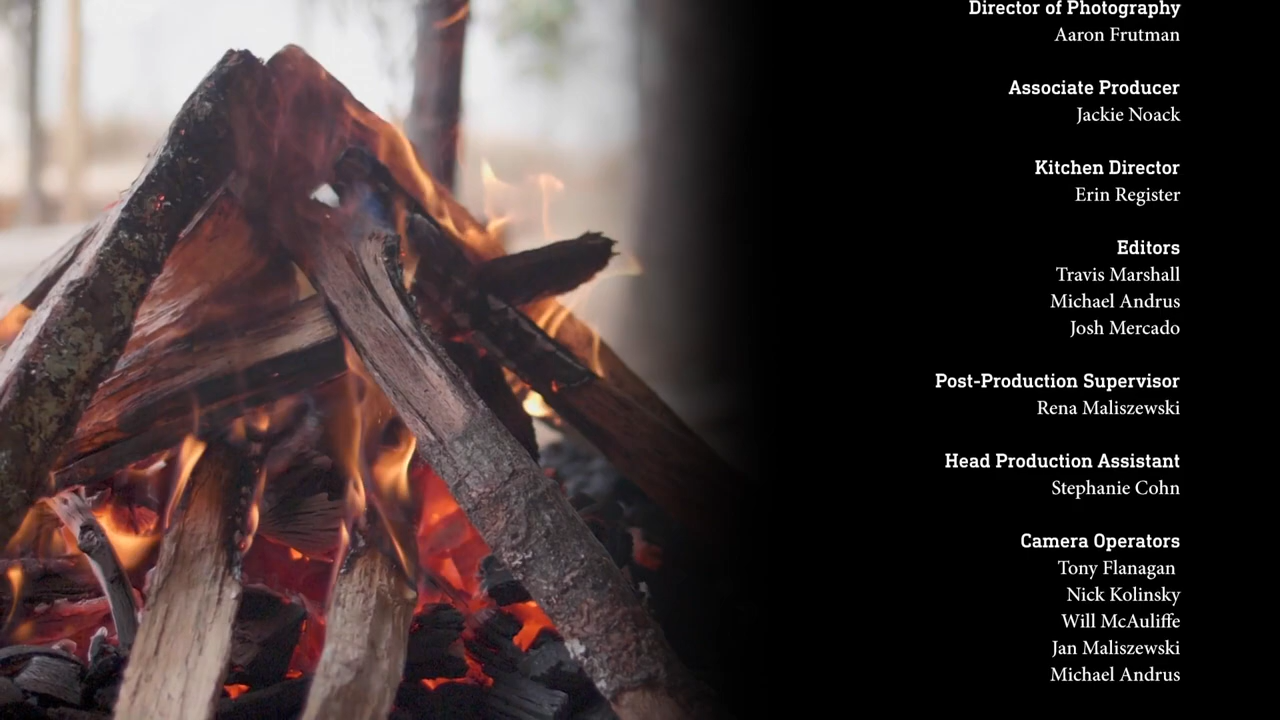 Director of Photography
Aaron Frutman
Associate Producer
Jackie Noack
Kitchen Director
Erin Register
Editors
Travis Marshall
Michael Andrus
Josh Mercado
Post-Production Supervisor
Rena Maliszewski
Head Production Assistant
Stephanie Cohn
Camera Operators
Tony Flanagan
Nick Kolinsky
Will McAuliffe
Jan Maliszewski
Michael Andrus